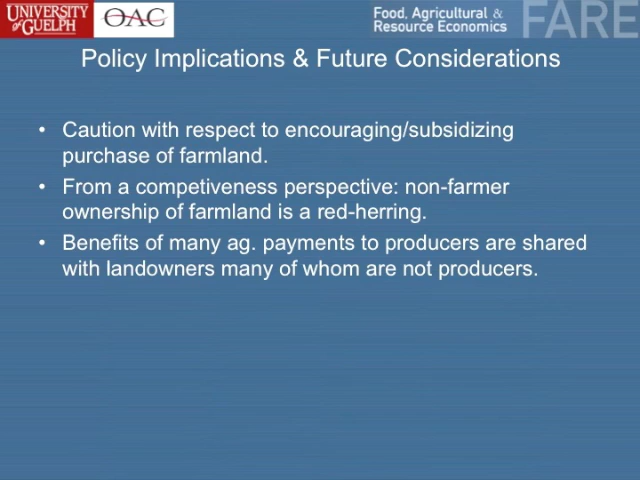 UNIVERSITY
of GUELPH
OAC
Food, Agricultural &
Resource Economics
FARE
Policy Implications & Future Considerations
• Caution with respect to encouraging/subsidizing
purchase of farmland.
• From a competiveness perspective: non-farmer
ownership of farmland is a red-herring.
• Benefits of many ag. payments to producers are shared
with landowners many of whom are not producers.